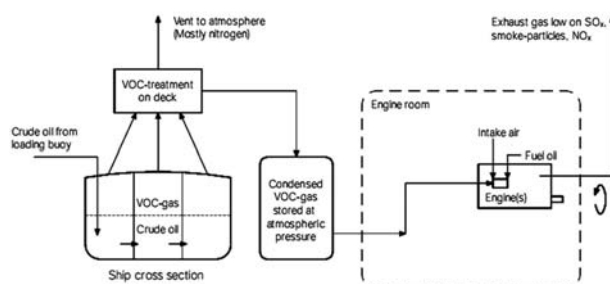 Vent to atmosphere
(Mostly nitrogen)
Exhaust gas low on SOx,
smoke-particles, NOx
VOC-treatment
on deck
Engine room
Crude oil from
loading buoy
Intake air
Fuel oil
Condensed
VOC-gas
stored at
atmospheric
pressure
VOC-gas
Crude oil
Engine(s)
Ship cross section